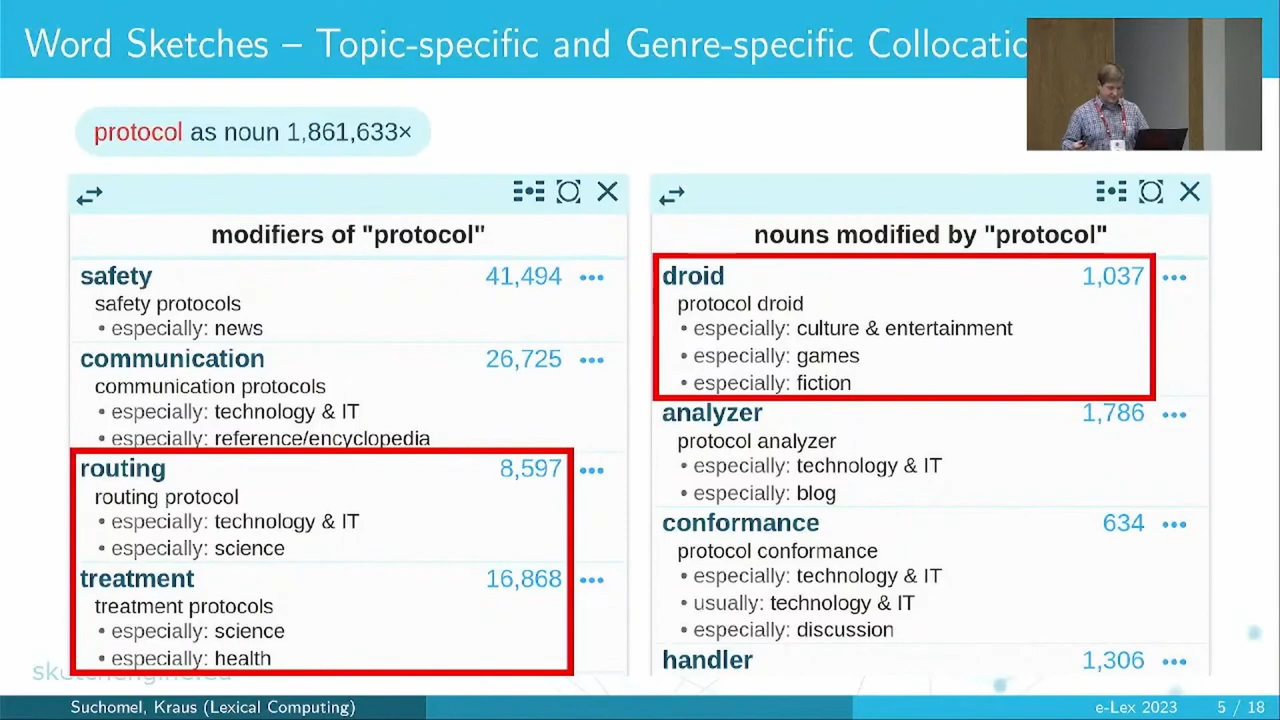 Word Sketches – Topic-specific and Genre-specific
protocol as noun 1,861,633×
modifiers of "protocol"
safety 41,494
safety protocols
• especially: news
communication 26,725
communication protocols
• especially: technology & IT
• especially: reference/encyclopedia
routing 8,597
routing protocol
• especially: technology & IT
• especially: science
treatment 16,868
treatment protocols
• especially: science
• especially: health
nouns modified by "protocol"
droid 1,037
protocol droid
• especially: culture & entertainment
• especially: games
• especially: fiction
analyzer 1,786
protocol analyzer
• especially: technology & IT
• especially: blog
conformance 634
protocol conformance
• especially: technology & IT
• usually: technology & IT
• especially: discussion
handler 1,306
Suchomel, Kraus (Lexical Computing) e-Lex 2023 5 / 18